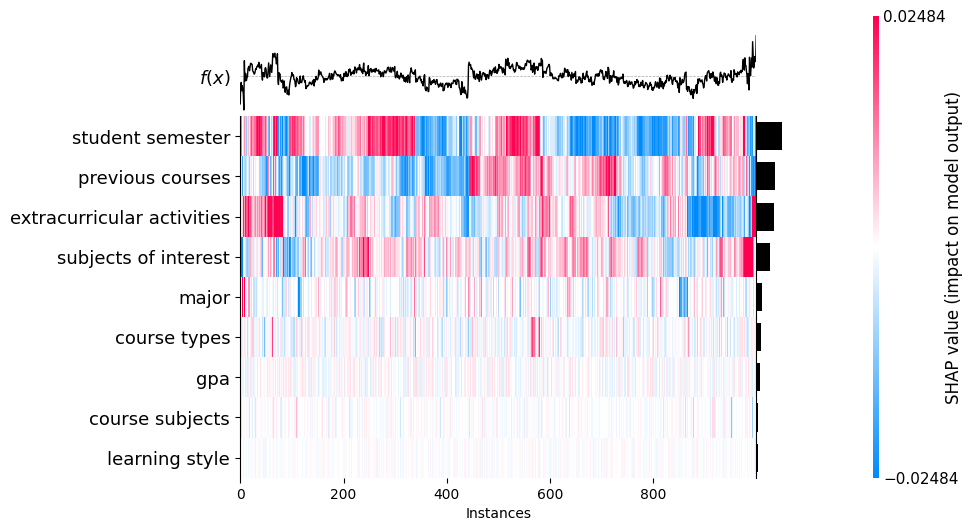 0.02484
f(x)
student semester
previous courses
extracurricular activities
subjects of interest
major
course types
gpa
course subjects
learning style
0 200 400 600 800
Instances
−0.02484
SHAP value (impact on model output)